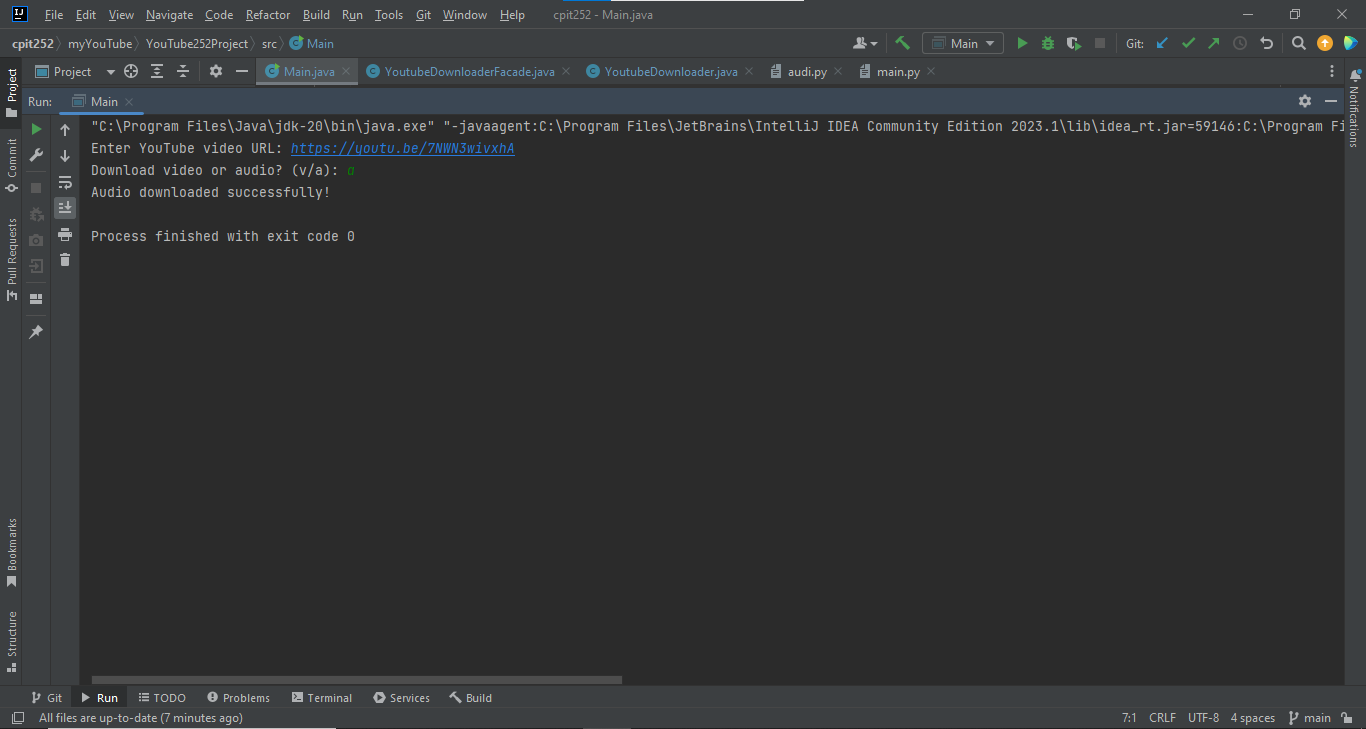 File Edit View Navigate Code Refactor Build Run Tools Git Window Help cpit252 - Main.java
cpit252 myYouTube YouTube252Project src Main
Main Git:
Project Main.java YoutubeDownloaderFacade.java YoutubeDownloader.java audi.py main.py
Run: Main
"C:\Program Files\Java\jdk-20\bin\java.exe" "-javaagent:C:\Program Files\JetBrains\IntelliJ IDEA Community Edition 2023.1\lib\idea_rt.jar=59146:C:\Program Fi
Enter YouTube video URL: https://youtu.be/7NWN3wivxhA
Download video or audio? (v/a): a
Audio downloaded successfully!
Process finished with exit code 0
Project
Commit
Pull Requests
Bookmarks
Structure
Notifications
Git Run TODO Problems Terminal Services Build
All files are up-to-date (7 minutes ago) 7:1 CRLF UTF-8 4 spaces main